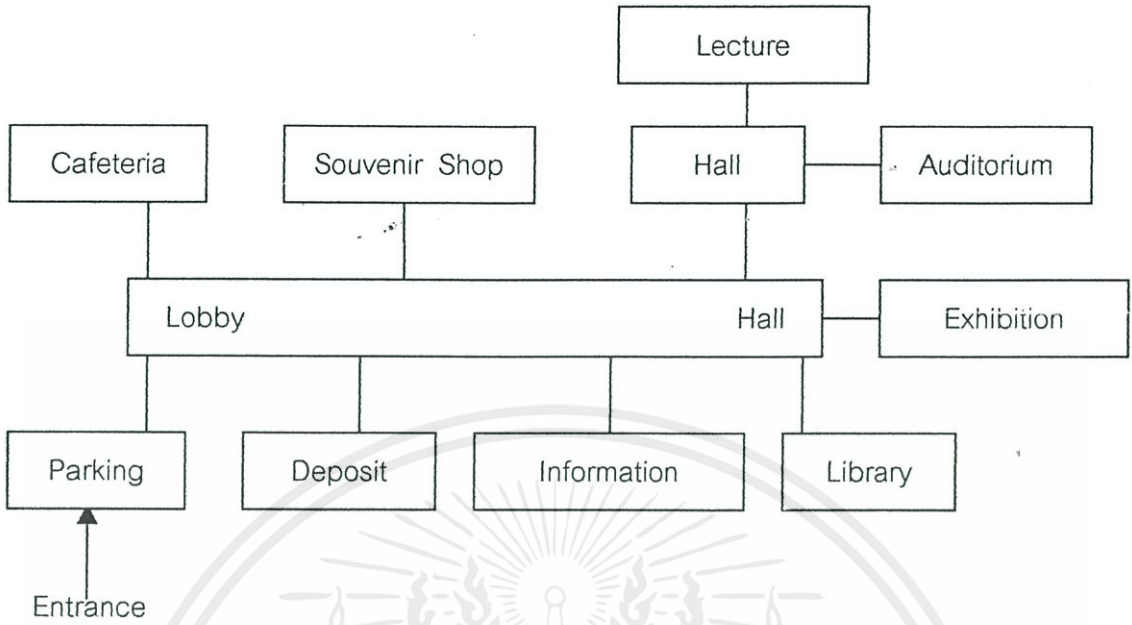 Lecture
Cafeteria
Souvenir Shop
Hall
Auditorium
Lobby
Hall
Exhibition
Parking
Deposit
Information
Library
Entrance